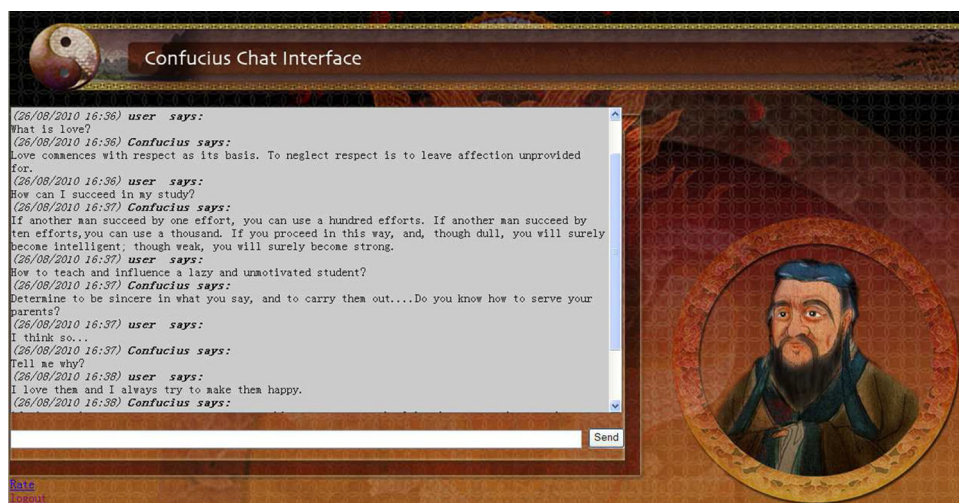 Confucius Chat Interface
(26/08/2010 16:36) user says:
What is love?
(26/08/2010 16:36) Confucius says:
Love commences with respect as its basis. To neglect respect is to leave affection unprovided
for.
(26/08/2010 16:36) user says:
How can I succeed in my study?
(26/08/2010 16:37) Confucius says:
If another man succeed by one effort, you can use a hundred efforts. If another man succeed by
ten efforts,you can use a thousand. If you proceed in this way, and, though dull, you will surely
become intelligent; though weak, you will surely become strong.
(26/08/2010 16:37) user says:
How to teach and influence a lazy and unmotivated student?
(26/08/2010 16:37) Confucius says:
Determine to be sincere in what you say, and to carry them out....Do you know how to serve your
parents?
(26/08/2010 16:37) user says:
I think so...
(26/08/2010 16:37) Confucius says:
Tell me why?
(26/08/2010 16:38) user says:
I love them and I always try to make them happy.
(26/08/2010 16:38) Confucius says:
Send
Rate
logout